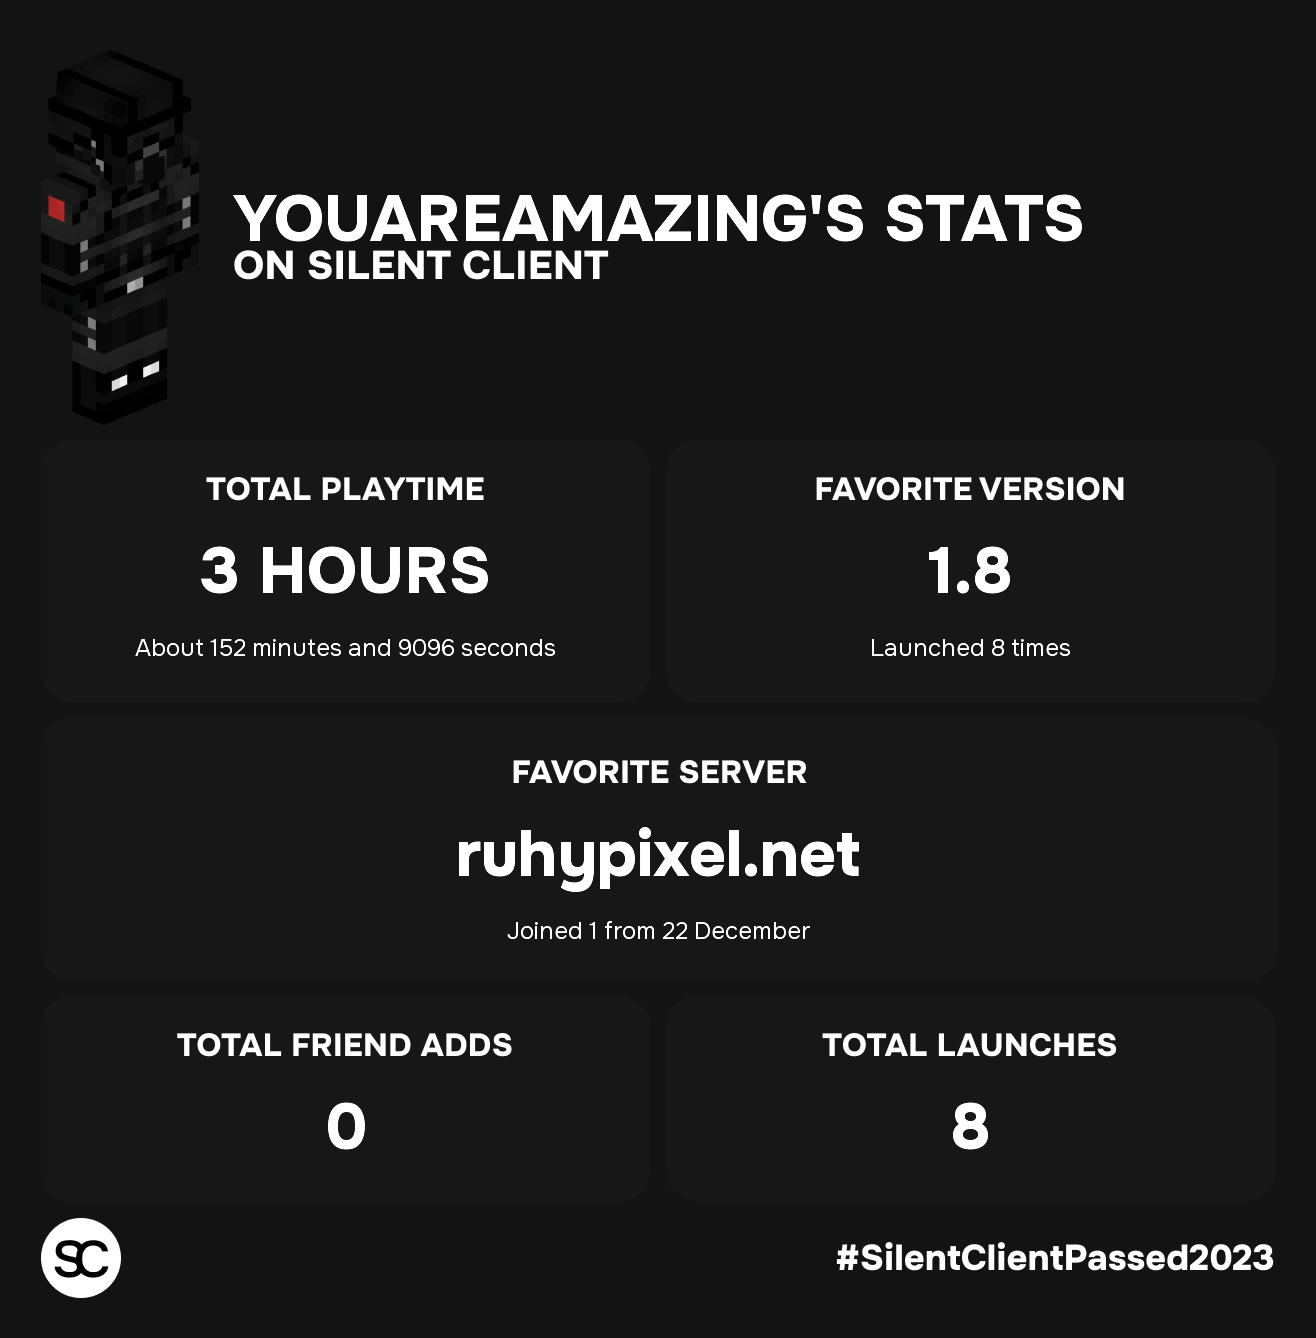 YOUAREAMAZING'S STATS
ON SILENT CLIENT
TOTAL PLAYTIME
3 HOURS
About 152 minutes and 9096 seconds
FAVORITE VERSION
1.8
Launched 8 times
FAVORITE SERVER
ruhypixel.net
Joined 1 from 22 December
TOTAL FRIEND ADDS
0
TOTAL LAUNCHES
8
SC
#SilentClientPassed2023